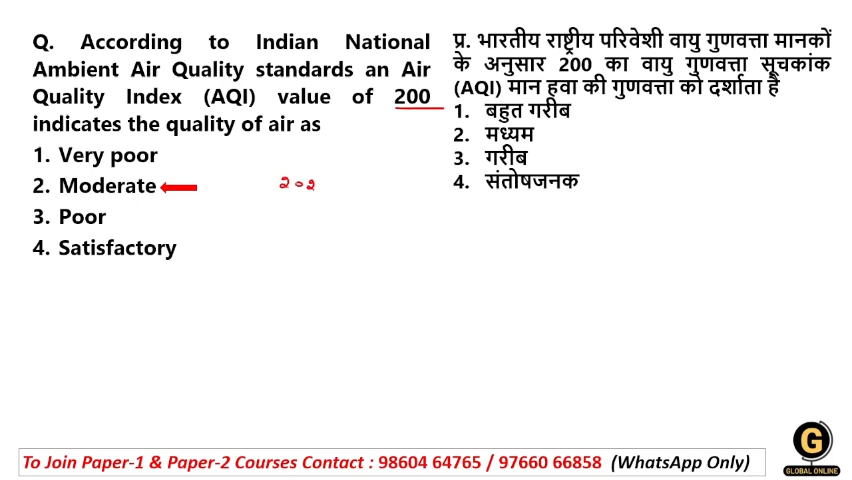 Q. According to Indian National
Ambient Air Quality standards an Air
Quality Index (AQI) value of 200
indicates the quality of air as
1. Very poor
2. Moderate
3. Poor
4. Satisfactory
प्र. भारतीय राष्ट्रीय परिवेशी वायु गुणवत्ता मानकों
के अनुसार 200 का वायु गुणवत्ता सूचकांक
(AQI) मान हवा की गुणवत्ता को दर्शाता है
1. बहुत गरीब
2. मध्यम
3. गरीब
4. संतोषजनक
To Join Paper-1 & Paper-2 Courses Contact : 98604 64765 / 97660 66858 (WhatsApp Only)
G
GLOBAL ONLINE